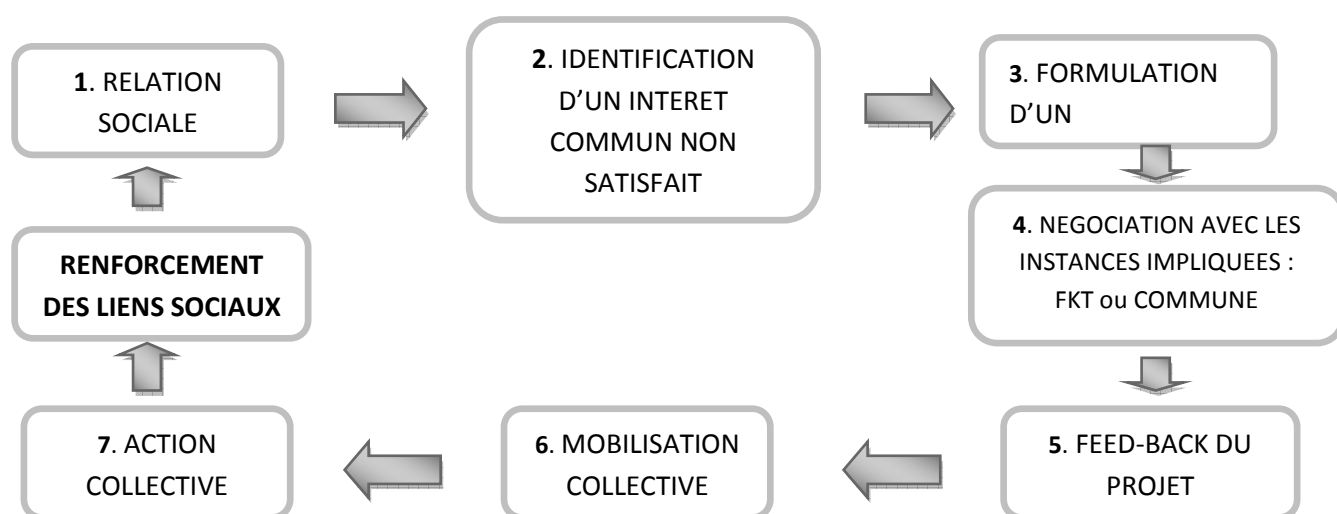 1. RELATION
SOCIALE
2. IDENTIFICATION
D’UN INTERET
COMMUN NON
SATISFAIT
3. FORMULATION
D’UN
4. NEGOCIATION AVEC LES
INSTANCES IMPLIQUEES :
FKT ou COMMUNE
5. FEED-BACK DU
PROJET
6. MOBILISATION
COLLECTIVE
7. ACTION
COLLECTIVE
RENFORCEMENT
DES LIENS SOCIAUX